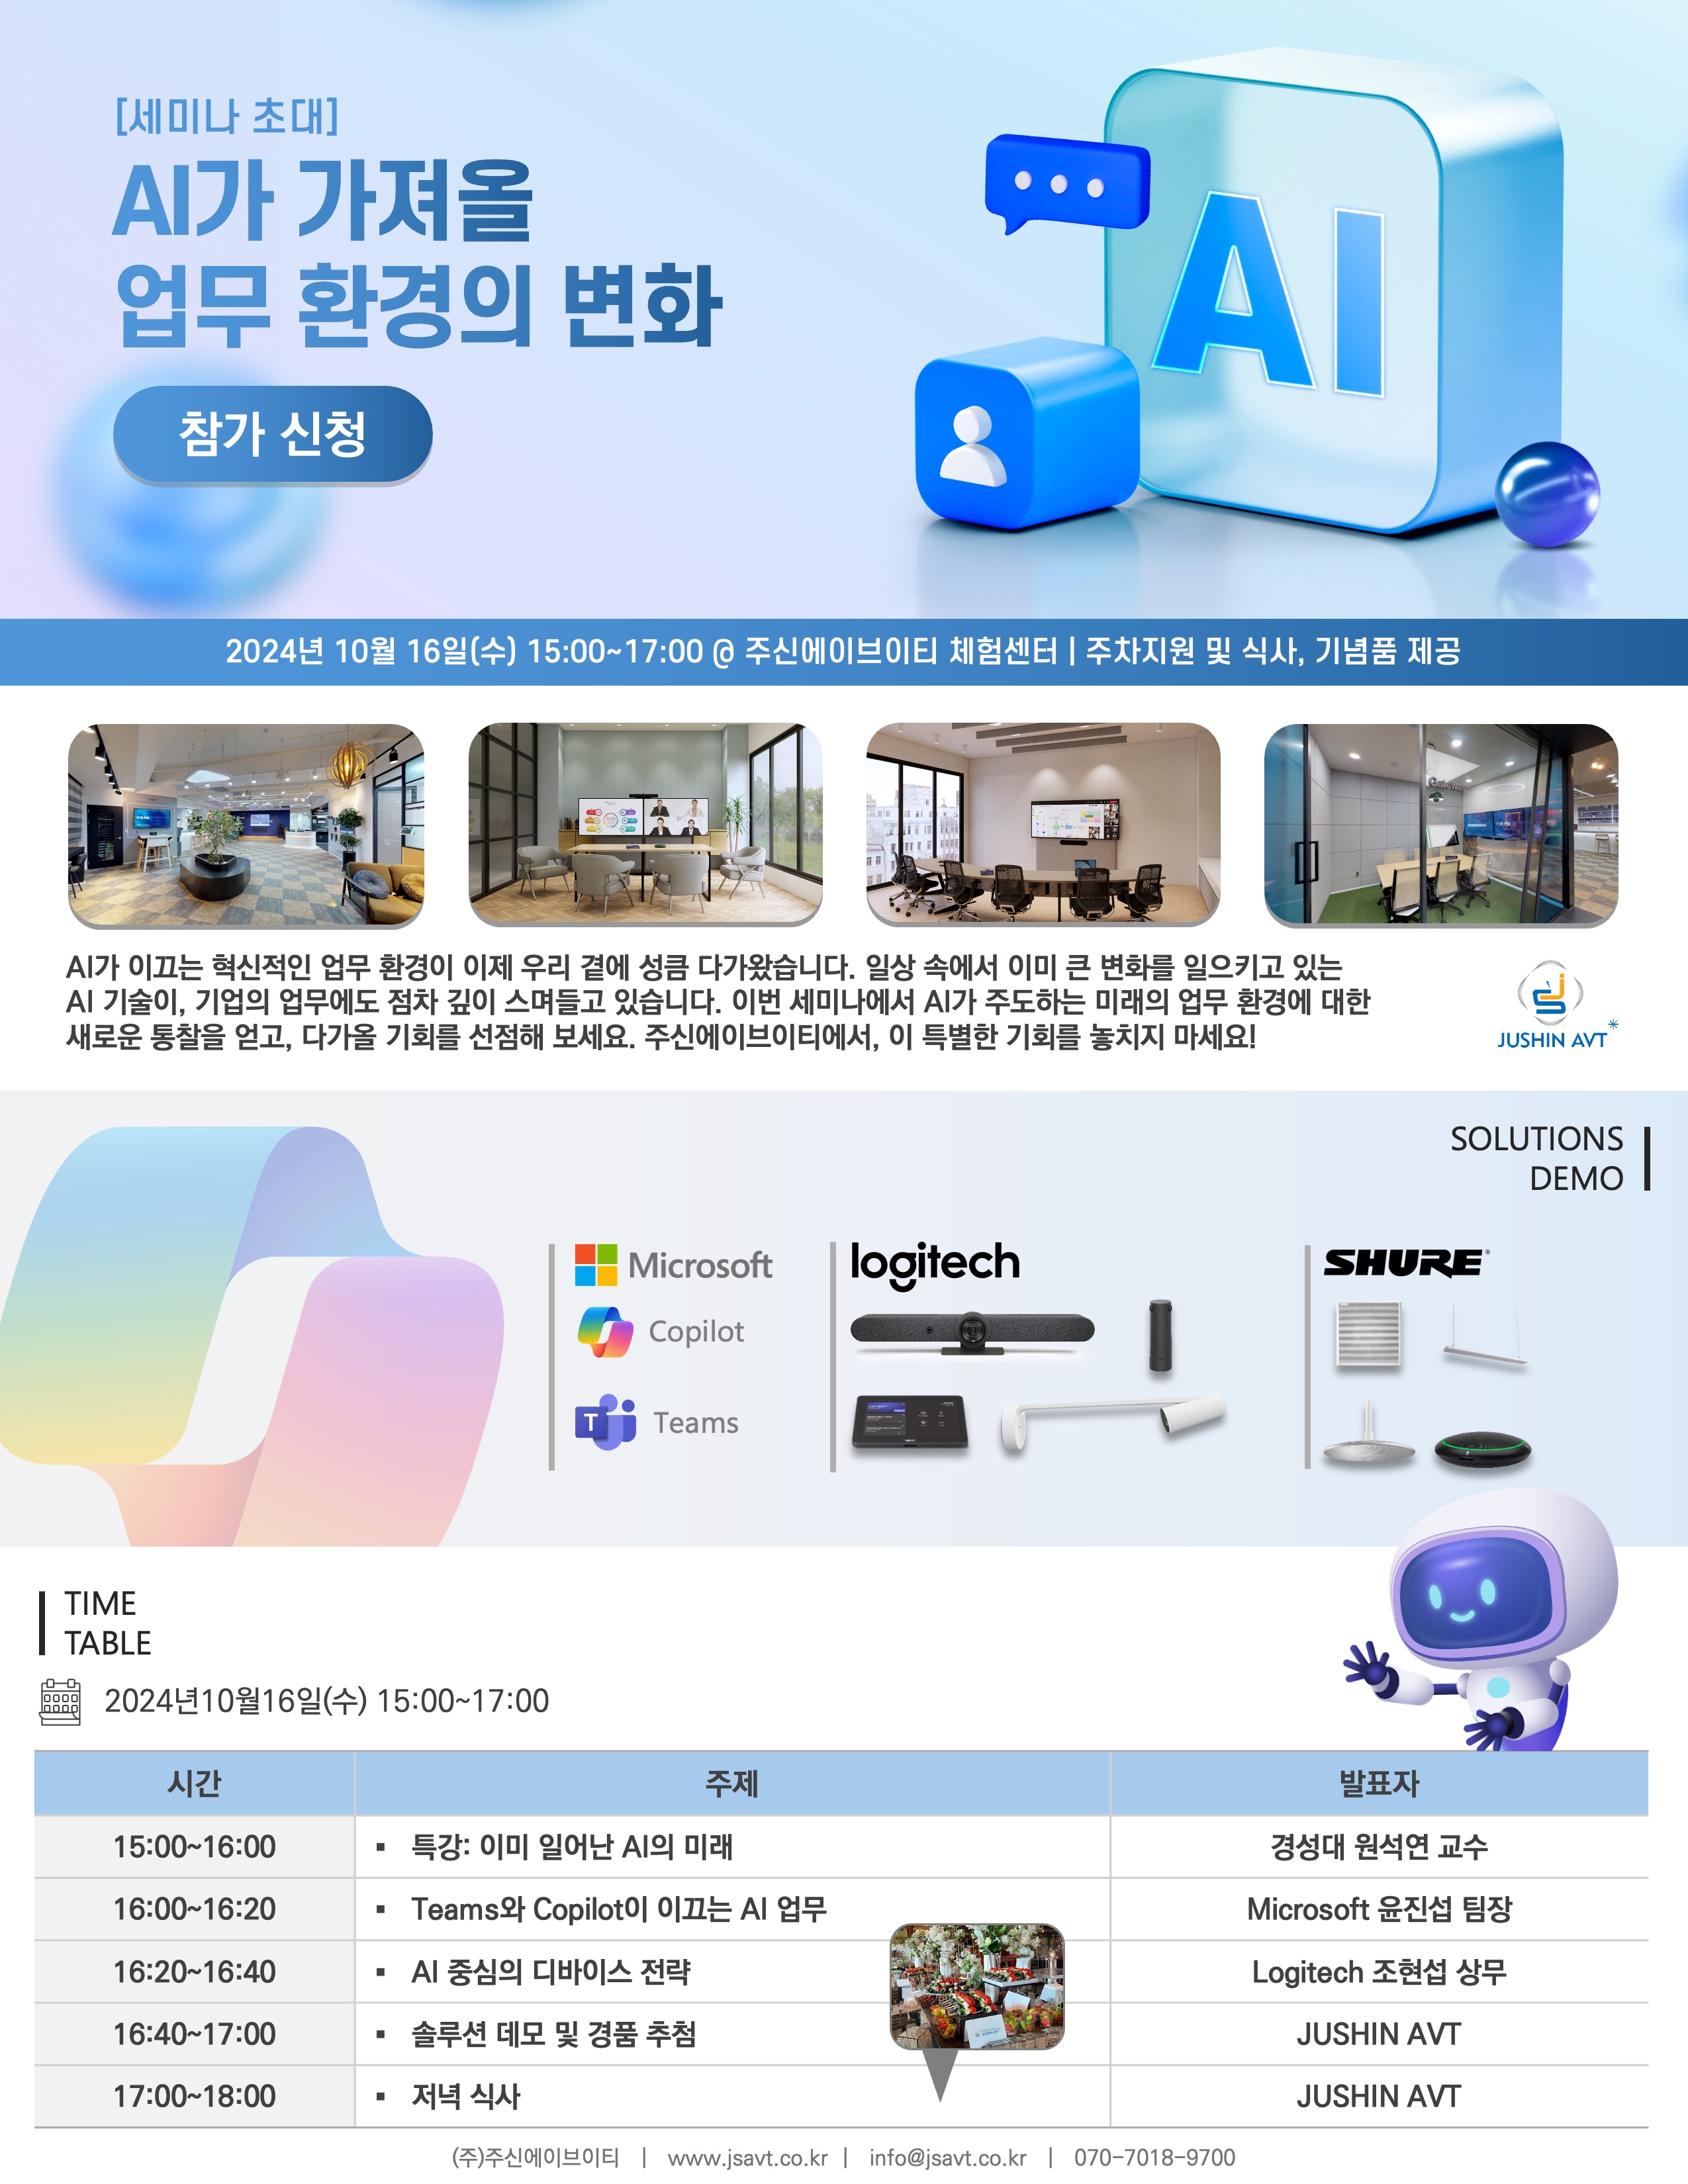 [세미나 초대]
AI가 가져올
업무 환경의 변화
참가 신청
AI
2024년 10월 16일(수) 15:00~17:00 @ 주신에이브이티 체험센터 | 주차지원 및 식사, 기념품 제공
AI가 이끄는 혁신적인 업무 환경이 이제 우리 곁에 성큼 다가왔습니다. 일상 속에서 이미 큰 변화를 일으키고 있는
AI 기술이, 기업의 업무에도 점차 깊이 스며들고 있습니다. 이번 세미나에서 AI가 주도하는 미래의 업무 환경에 대한
새로운 통찰을 얻고, 다가올 기회를 선점해 보세요. 주신에이브이티에서, 이 특별한 기회를 놓치지 마세요!
JUSHIN AVT
SOLUTIONS
DEMO
Microsoft
Copilot
T Teams
logitech
SHURE
TIME
TABLE
2024년10월16일(수) 15:00~17:00
시간 주제 발표자
15:00~16:00 ▪ 특강: 이미 일어난 AI의 미래 경성대 원석연 교수
16:00~16:20 ▪ Teams와 Copilot이 이끄는 AI 업무 Microsoft 윤진섭 팀장
16:20~16:40 ▪ AI 중심의 디바이스 전략 Logitech 조현섭 상무
16:40~17:00 ▪ 솔루션 데모 및 경품 추첨 JUSHIN AVT
17:00~18:00 ▪ 저녁 식사 JUSHIN AVT
(주)주신에이브이티 | www.jsavt.co.kr | info@jsavt.co.kr | 070-7018-9700